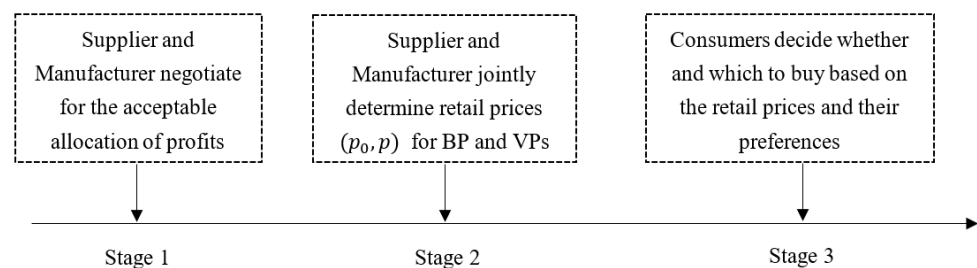 Supplier and
Manufacturer negotiate
for the acceptable
allocation of profits
Supplier and
Manufacturer jointly
determine retail prices
(p₀, p) for BP and VPs
Consumers decide whether
and which to buy based on
the retail prices and their
preferences
Stage 1
Stage 2
Stage 3